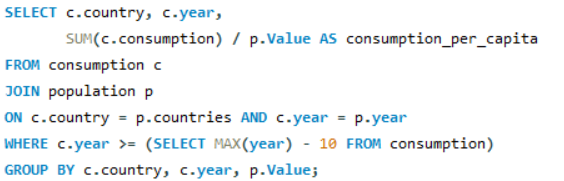 SELECT c.country, c.year,
SUM(c.consumption) / p.Value AS consumption_per_capita
FROM consumption c
JOIN population p
ON c.country = p.countries AND c.year = p.year
WHERE c.year >= (SELECT MAX(year) - 10 FROM consumption)
GROUP BY c.country, c.year, p.Value;